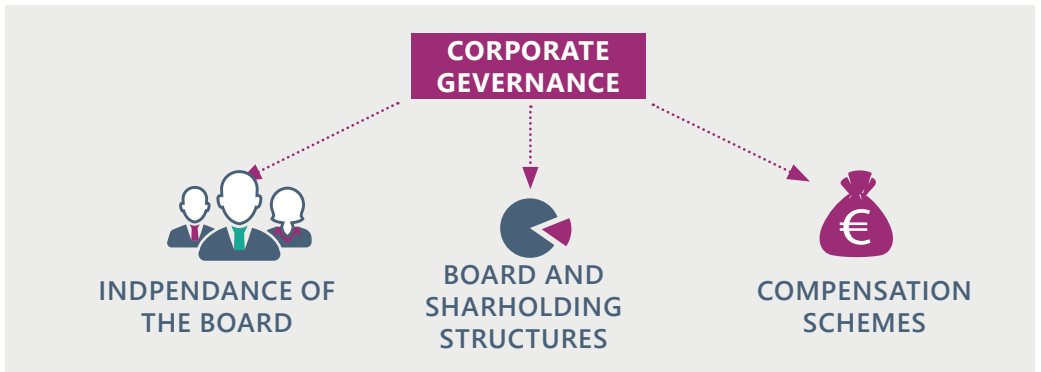 CORPORATE
GEVERNANCE
INDPENDANCE OF
THE BOARD
BOARD AND
SHARHOLDING
STRUCTURES
€
COMPENSATION
SCHEMES